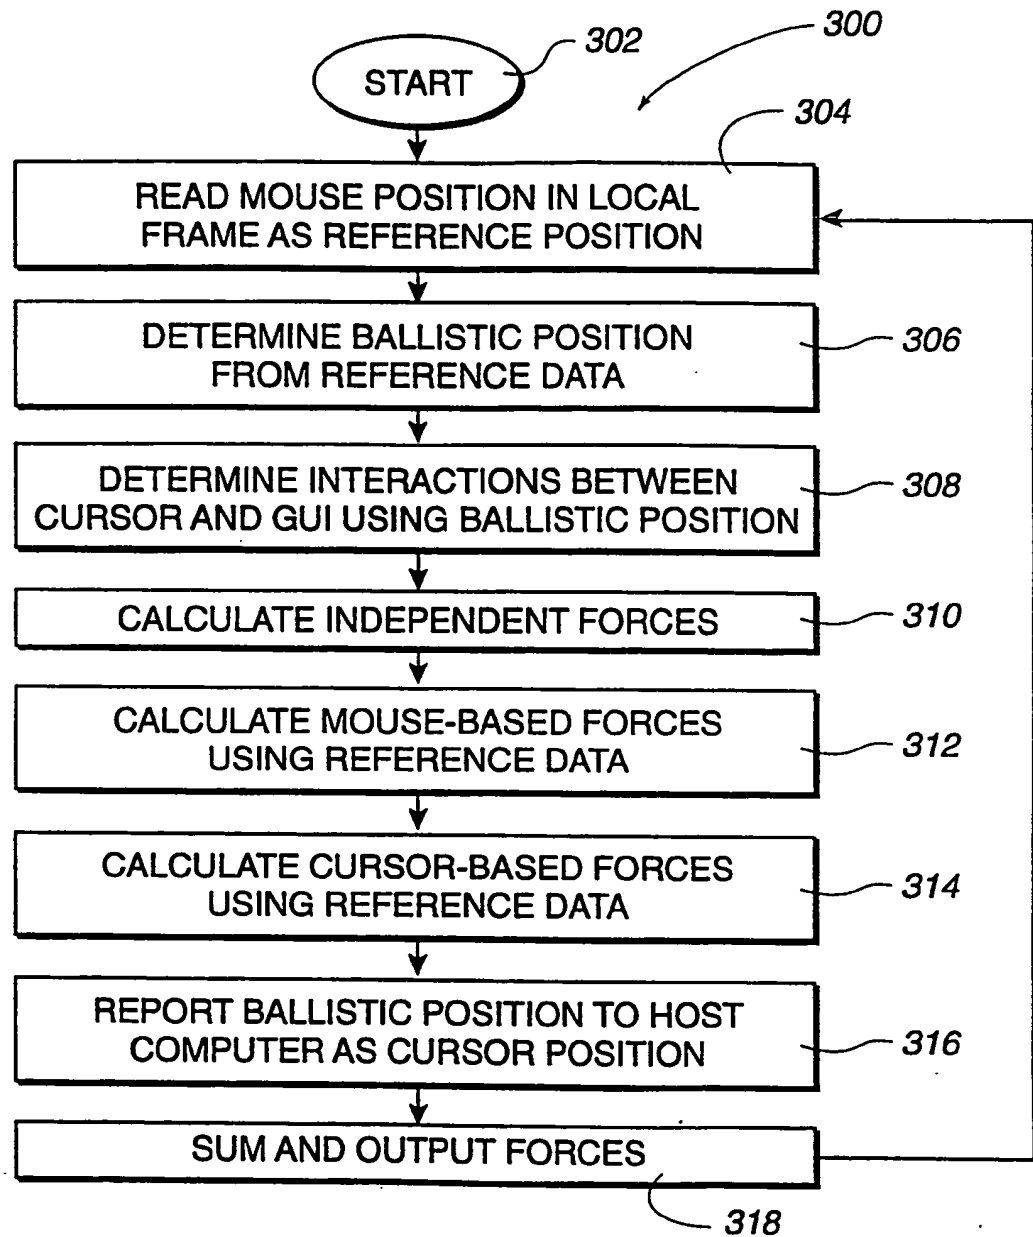 300
START
302
304
READ MOUSE POSITION IN LOCAL
FRAME AS REFERENCE POSITION
DETERMINE BALLISTIC POSITION
FROM REFERENCE DATA
306
DETERMINE INTERACTIONS BETWEEN
CURSOR AND GUI USING BALLISTIC POSITION
308
CALCULATE INDEPENDENT FORCES
310
CALCULATE MOUSE-BASED FORCES
USING REFERENCE DATA
312
CALCULATE CURSOR-BASED FORCES
USING REFERENCE DATA
314
REPORT BALLISTIC POSITION TO HOST
COMPUTER AS CURSOR POSITION
316
SUM AND OUTPUT FORCES
318